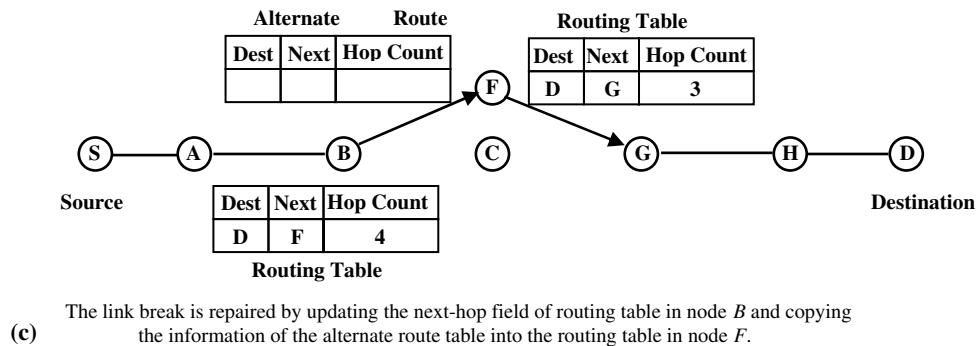 Alternate Route
Dest Next Hop Count
Routing Table
Dest Next Hop Count
D G 3
F
S A B C G H D
Source
Destination
Dest Next Hop Count
D F 4
Routing Table
(c) The link break is repaired by updating the next-hop field of routing table in node B and copying
the information of the alternate route table into the routing table in node F.